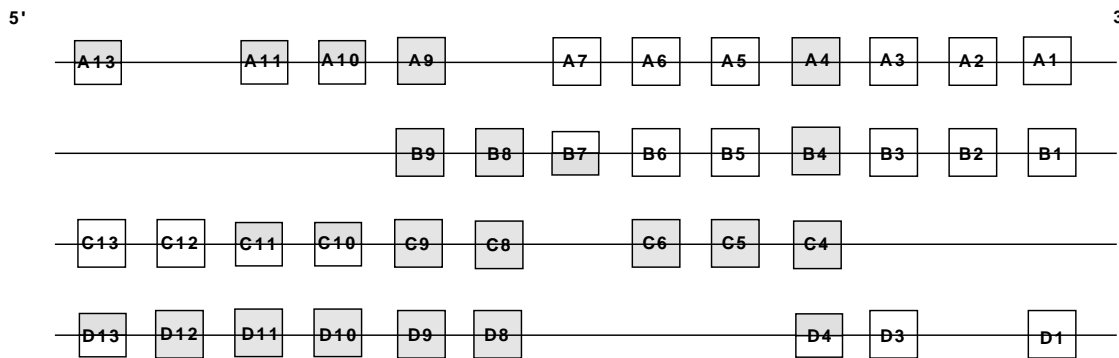 5' 3
A13 A11 A10 A9 A7 A6 A5 A4 A3 A2 A1
B9 B8 B7 B6 B5 B4 B3 B2 B1
C13 C12 C11 C10 C9 C8 C6 C5 C4
D13 D12 D11 D10 D9 D8 D4 D3 D1